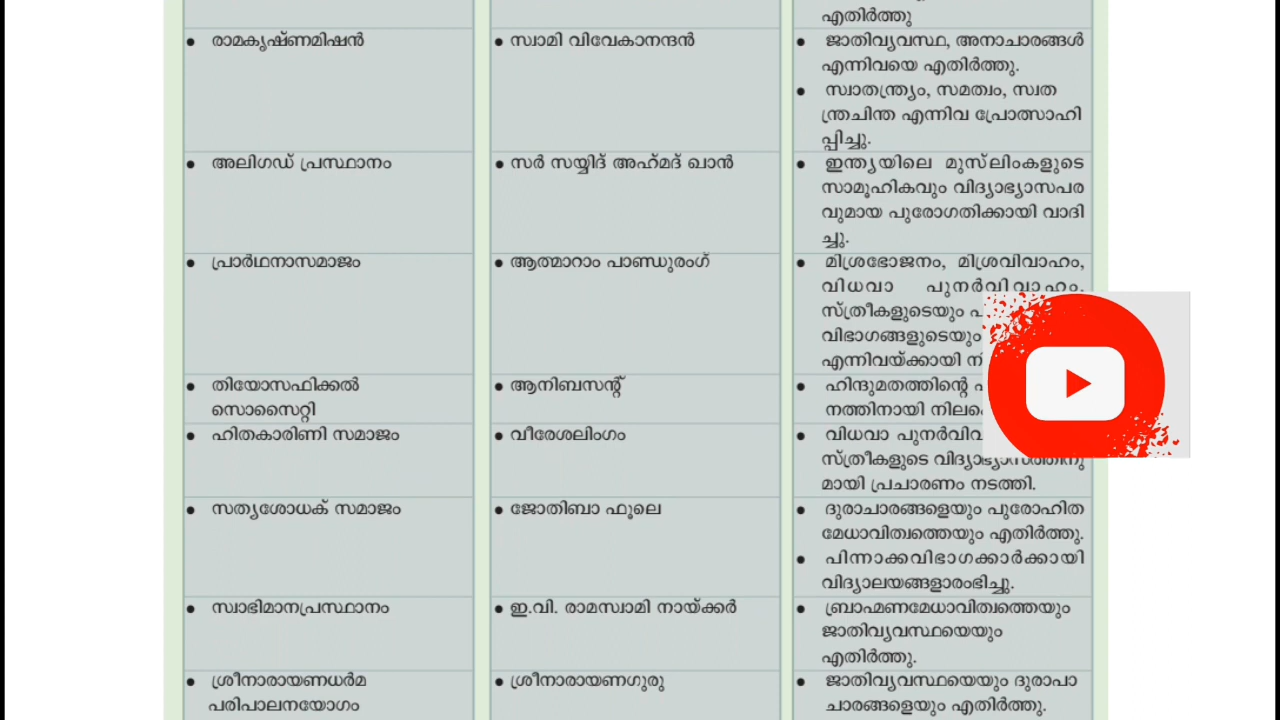 എതിർത്തു
• രാമകൃഷ്ണമിഷൻ
• സ്വാമി വിവേകാനന്ദൻ
• ജാതിവ്യവസ്ഥ, അനാചാരങ്ങൾ
എന്നിവയെ എതിർത്തു.
• സ്വാതന്ത്ര്യം, സമത്വം, സ്വത
ന്ത്രചിന്ത എന്നിവ പ്രോത്സാഹി
പ്പിച്ചു.
• അലിഗഡ് പ്രസ്ഥാനം
• സർ സയ്യിദ് അഹ്മദ് ഖാൻ
• ഇന്ത്യയിലെ മുസ്‌ലിംകളുടെ
സാമൂഹികവും വിദ്യാഭ്യാസപര
വുമായ പുരോഗതിക്കായി വാദി
ച്ചു.
• പ്രാർഥനാസമാജം
• ആത്മാറാം പാണ്ഡുരംഗ്
• മിശ്രഭോജനം, മിശ്രവിവാഹം,
വിധവാ പുനർവിവാഹം,
സ്ത്രീകളുടെയും
വിഭാഗങ്ങളുടെയും
എന്നിവയ്ക്കായി
• തിയോസഫിക്കൽ
സൊസൈറ്റി
• ആനിബസന്റ്
• ഹിന്ദുമതത്തിന്റെ
നത്തിനായി
• ഹിതകാരിണി സമാജം
• വീരേശലിംഗം
• വിധവാ
സ്ത്രീകളുടെ വിദ്യാഭ്യാസത്തിനു
മായി പ്രചാരണം നടത്തി.
• സത്യശോധക് സമാജം
• ജോതിബാ ഫൂലെ
• ദുരാചാരങ്ങളെയും പുരോഹിത
മേധാവിത്വത്തെയും എതിർത്തു.
• പിന്നാക്കവിഭാഗക്കാർക്കായി
വിദ്യാലയങ്ങളാരംഭിച്ചു.
• സ്വാഭിമാനപ്രസ്ഥാനം
• ഇ.വി. രാമസ്വാമി നായ്ക്കർ
• ബ്രാഹ്മണമേധാവിത്വത്തെയും
ജാതിവ്യവസ്ഥയെയും
എതിർത്തു.
• ശ്രീനാരായണധർമ
പരിപാലനയോഗം
• ശ്രീനാരായണഗുരു
• ജാതിവ്യവസ്ഥയെയും ദുരാപാ
ചാരങ്ങളെയും എതിർത്തു.